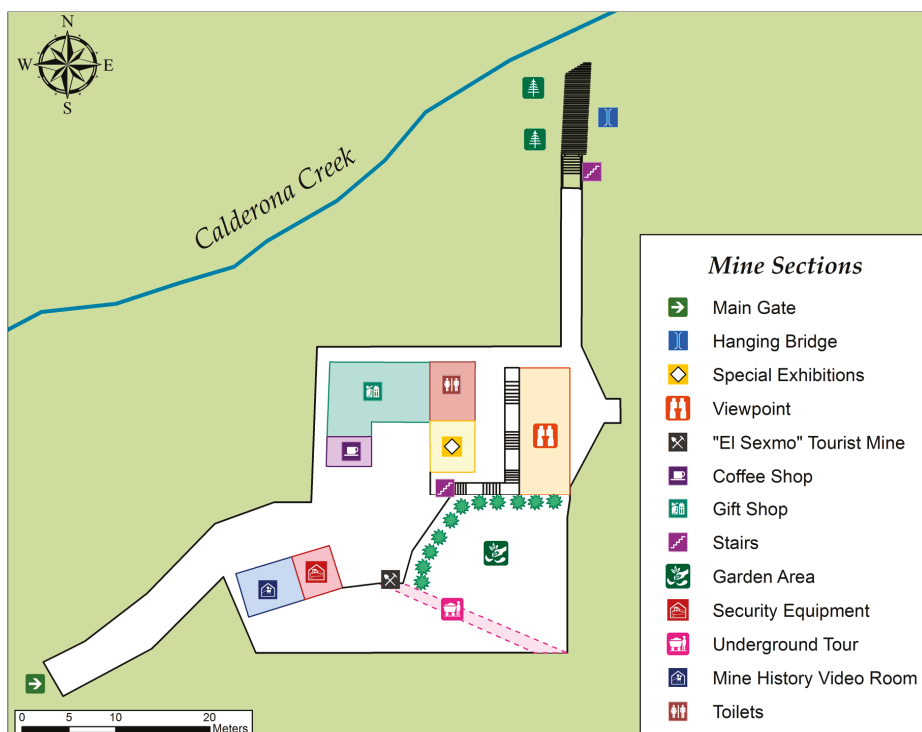 N
W E
S
Calderona Creek
Mine Sections
Main Gate
Hanging Bridge
Special Exhibitions
Viewpoint
"El Sexmo" Tourist Mine
Coffee Shop
Gift Shop
Stairs
Garden Area
Security Equipment
Underground Tour
Mine History Video Room
Toilets
0 5 10 20
Meters